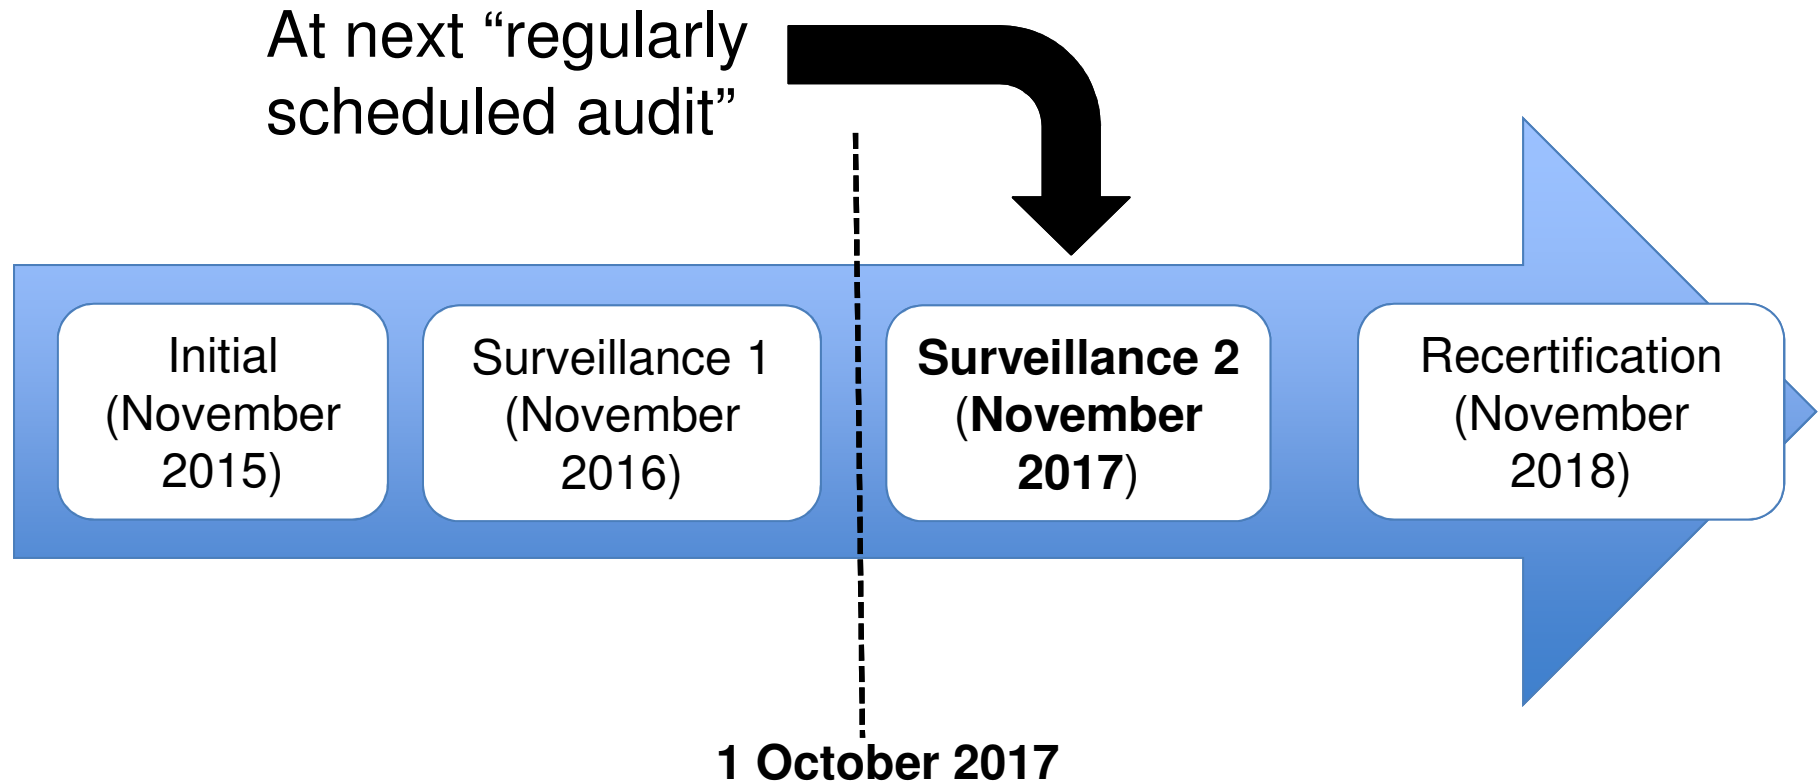 At next “regularly
scheduled audit”
Initial
(November
2015)
Surveillance 1
(November
2016)
Surveillance 2
(November
2017)
Recertification
(November
2018)
1 October 2017